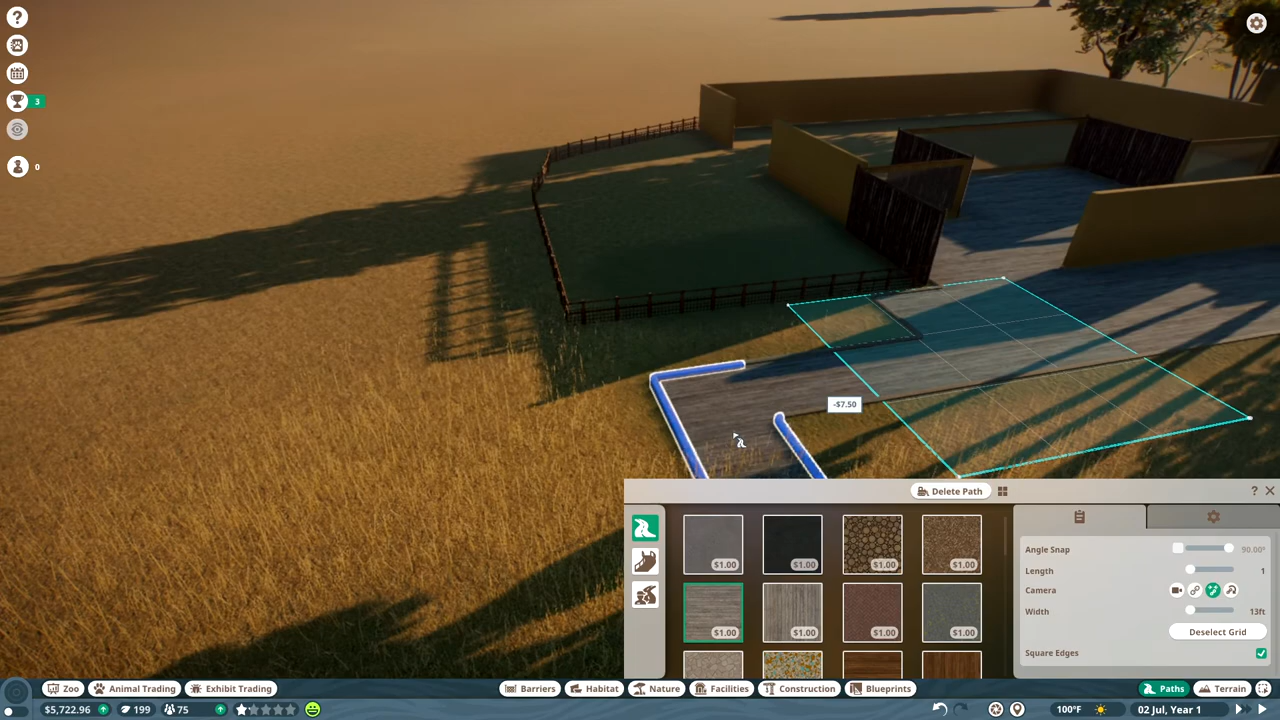 ?
3
0
-$7.50
Delete Path
?
$1.00 $1.00 $1.00 $1.00
$1.00 $1.00 $1.00 $1.00
Angle Snap 90.00°
Length 1
Camera
Width 13ft
Deselect Grid
Square Edges
Zoo Animal Trading Exhibit Trading Barriers Habitat Nature Facilities Construction Blueprints Paths Terrain
$5,722.96 199 75 100°F 02 Jul, Year 1